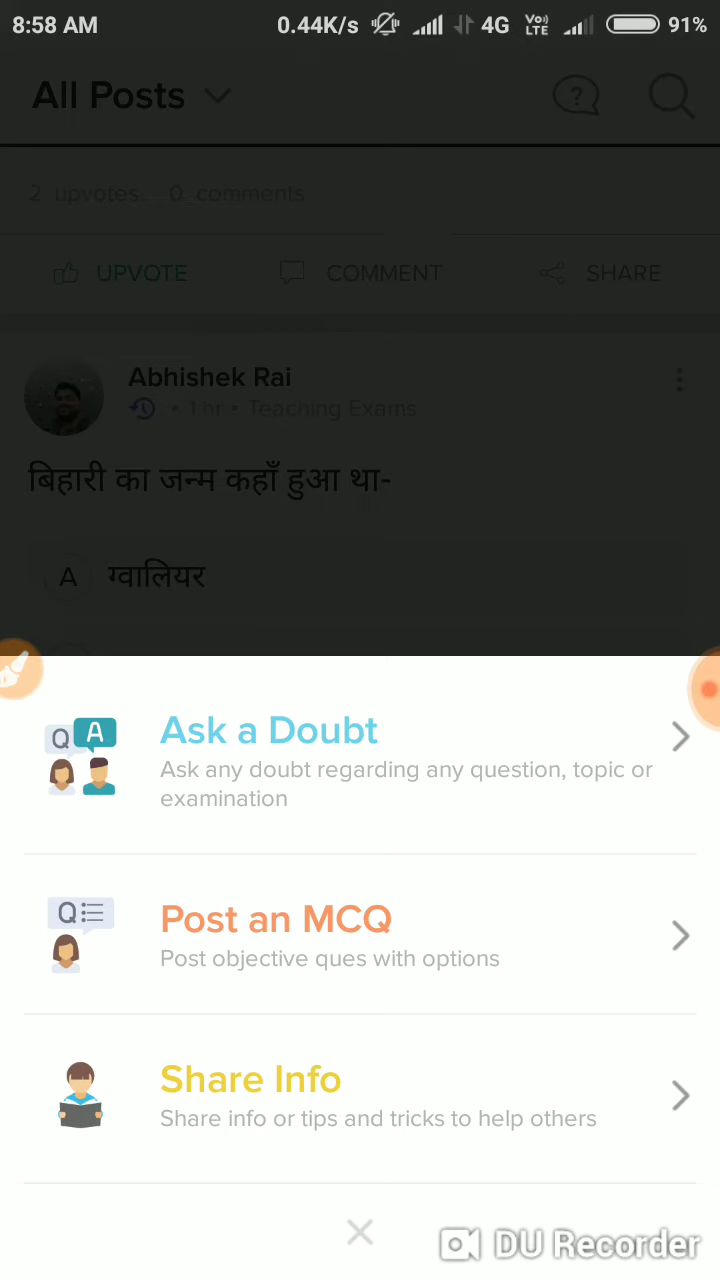 8:58 AM 0.44K/s 4G Vo) LTE 91%
All Posts
2 upvotes 0 comments
UPVOTE COMMENT SHARE
Abhishek Rai
• 1 hr • Teaching Exams
बिहारी का जन्म कहाँ हुआ था-
A ग्वालियर
Q A
Ask a Doubt
Ask any doubt regarding any question, topic or
examination
Q
Post an MCQ
Post objective ques with options
Share Info
Share info or tips and tricks to help others
DU Recorder